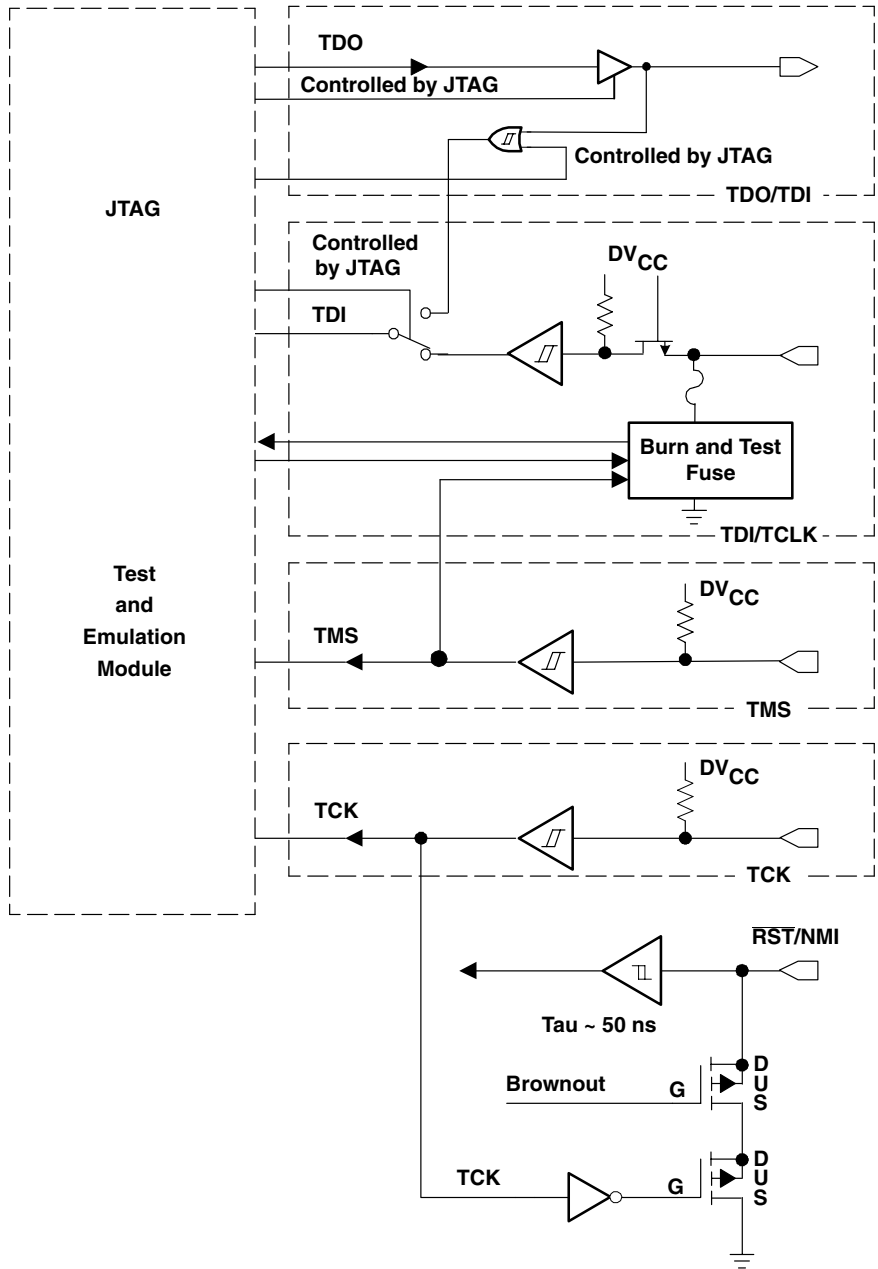 TDO
Controlled by JTAG
Controlled by JTAG
TDO/TDI
JTAG
Controlled
by JTAG
DVCC
TDI
Burn and Test
Fuse
TDI/TCLK
Test
and
Emulation
Module
DVCC
TMS
TMS
DVCC
TCK
TCK
RST/NMI
Tau ~ 50 ns
D
U
S
Brownout
G
D
U
S
TCK
G